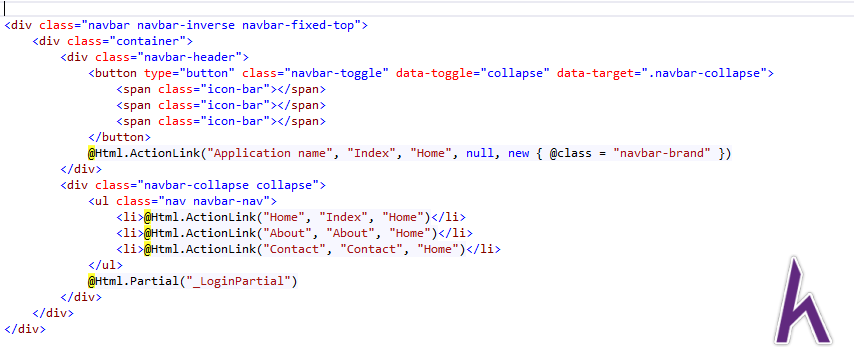 <div class="navbar navbar-inverse navbar-fixed-top">
    <div class="container">
        <div class="navbar-header">
            <button type="button" class="navbar-toggle" data-toggle="collapse" data-target=".navbar-collapse">
                <span class="icon-bar"></span>
                <span class="icon-bar"></span>
                <span class="icon-bar"></span>
            </button>
            @Html.ActionLink("Application name", "Index", "Home", null, new { @class = "navbar-brand" })
        </div>
        <div class="navbar-collapse collapse">
            <ul class="nav navbar-nav">
                <li>@Html.ActionLink("Home", "Index", "Home")</li>
                <li>@Html.ActionLink("About", "About", "Home")</li>
                <li>@Html.ActionLink("Contact", "Contact", "Home")</li>
            </ul>
            @Html.Partial("_LoginPartial")
        </div>
    </div>
</div>